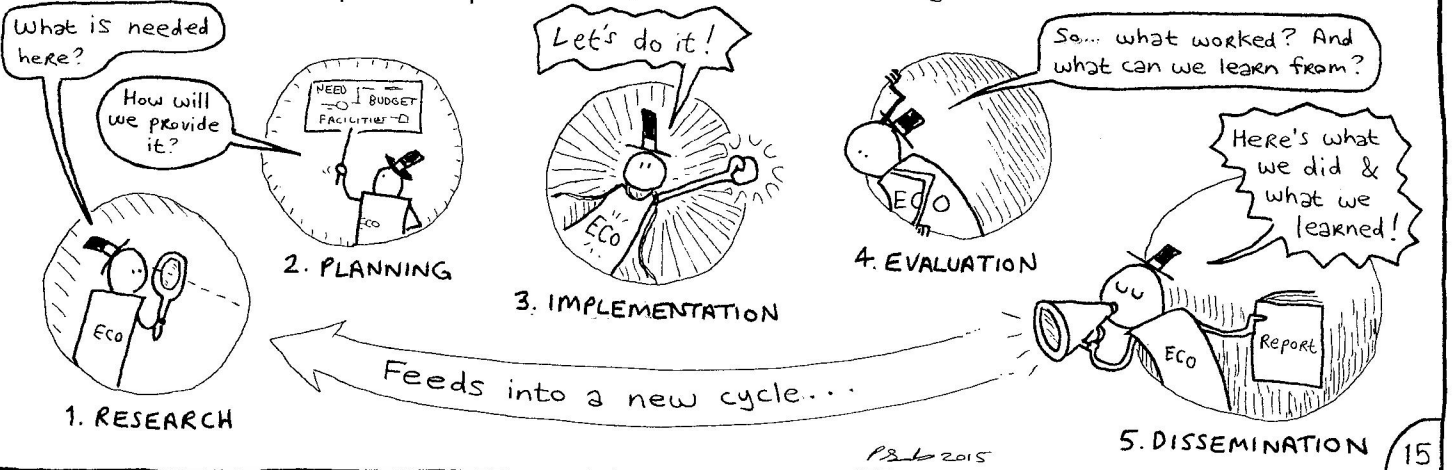 What is needed
here?
How will
we provide
it?
NEED
BUDGET
FACILITIES
ECO
Let's do it!
ECO
So... what worked? And
what can we learn from?
ECO
Here's what
we did &
what we
learned!
ECO
Report
ECO
1. RESEARCH
2. PLANNING
3. IMPLEMENTATION
4. EVALUATION
5. DISSEMINATION
Feeds into a new cycle....
2015
15